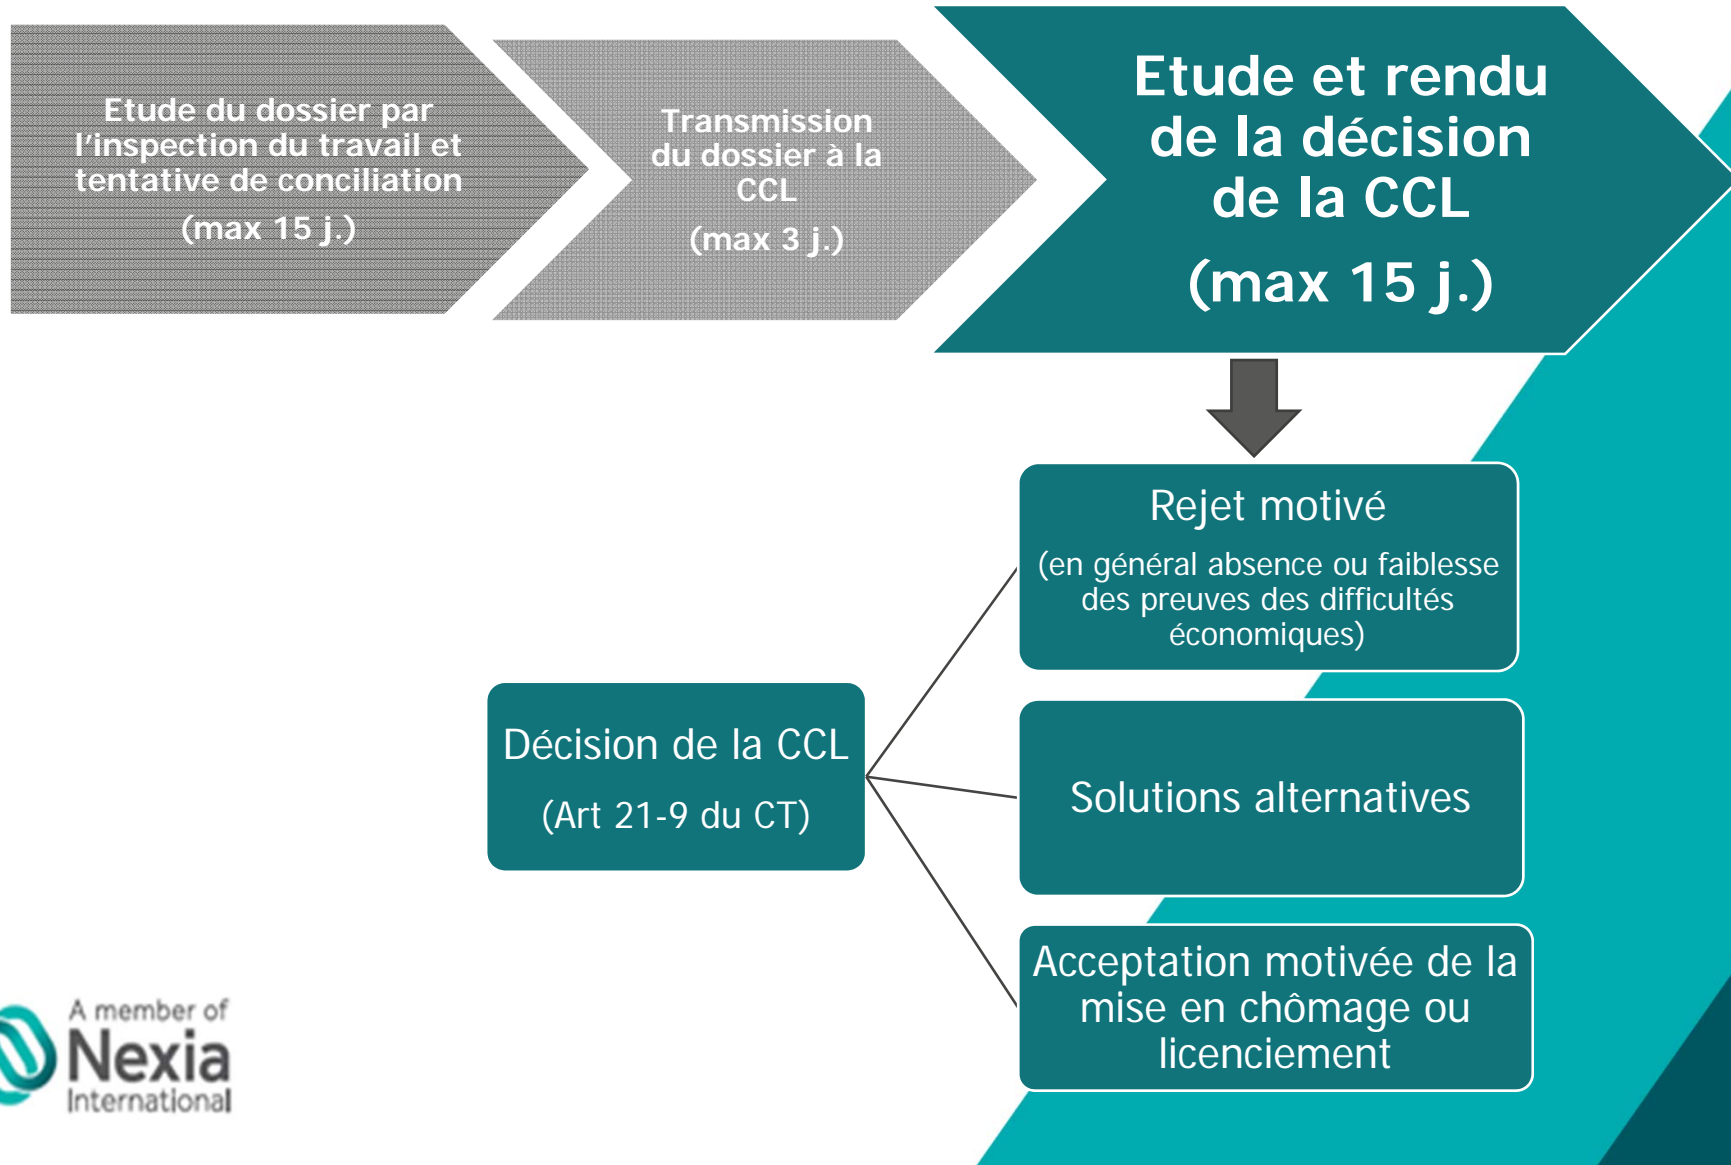 Etude du dossier par
l'inspection du travail et
tentative de conciliation
(max 15 j.)
Transmission
du dossier à la
CCL
(max 3 j.)
Etude et rendu
de la décision
de la CCL
(max 15 j.)
Rejet motivé
(en général absence ou faiblesse
des preuves des difficultés
économiques)
Décision de la CCL
(Art 21-9 du CT)
Solutions alternatives
Acceptation motivée de la
mise en chômage ou
licenciement
A member of
Nexia
International